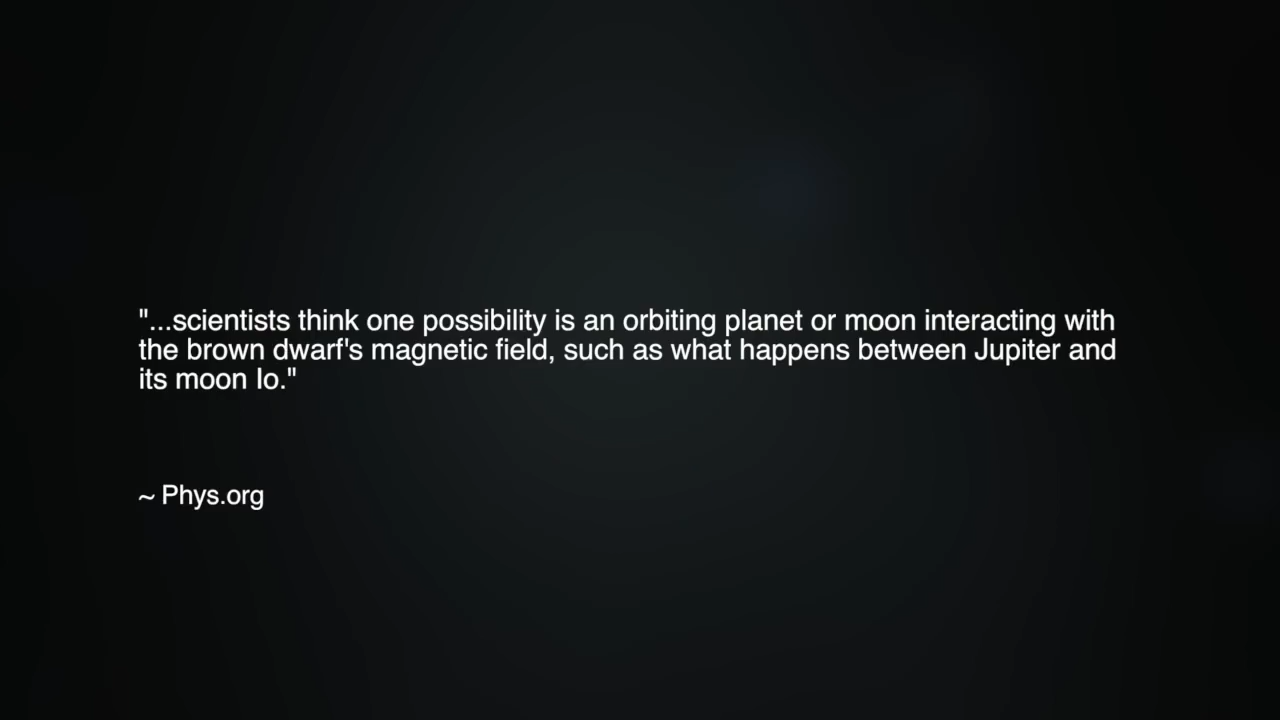 "...scientists think one possibility is an orbiting planet or moon interacting with
the brown dwarf's magnetic field, such as what happens between Jupiter and
its moon Io."
~ Phys.org